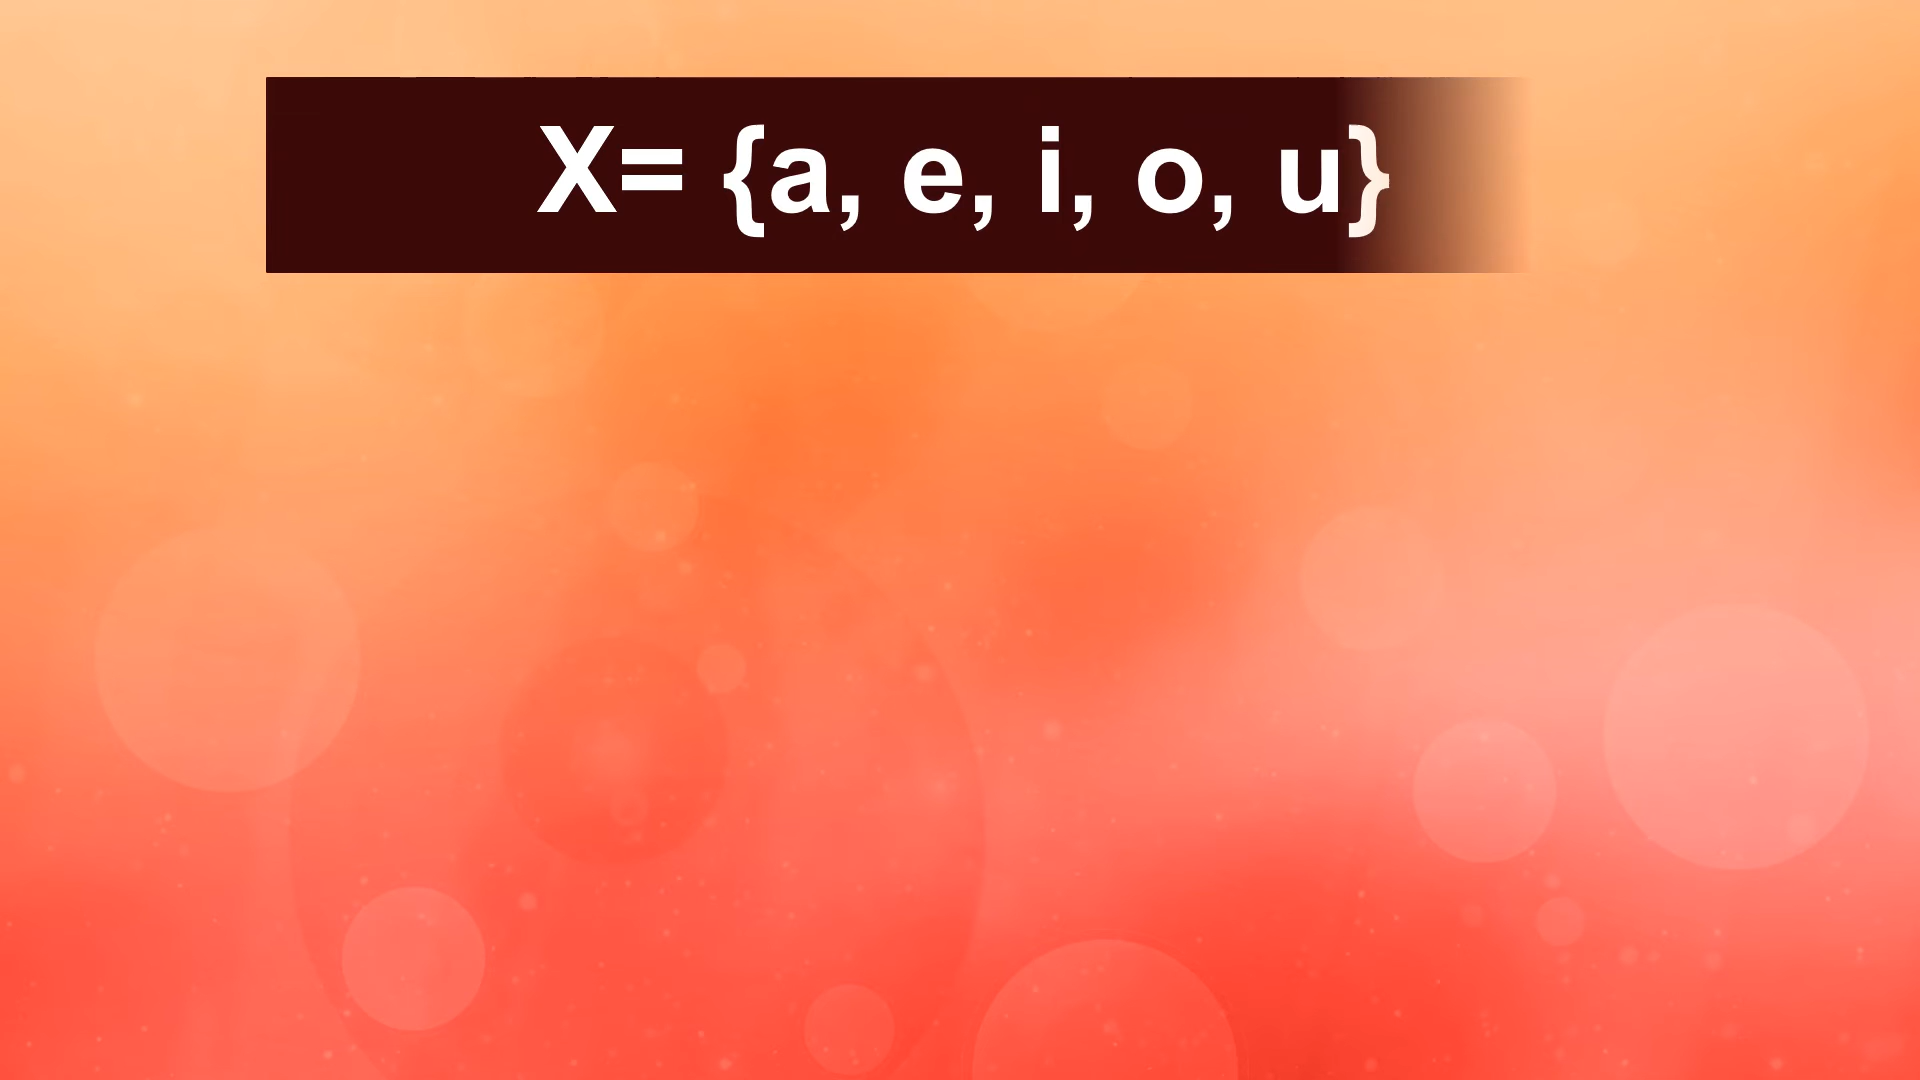 X= {a, e, i, o, u}